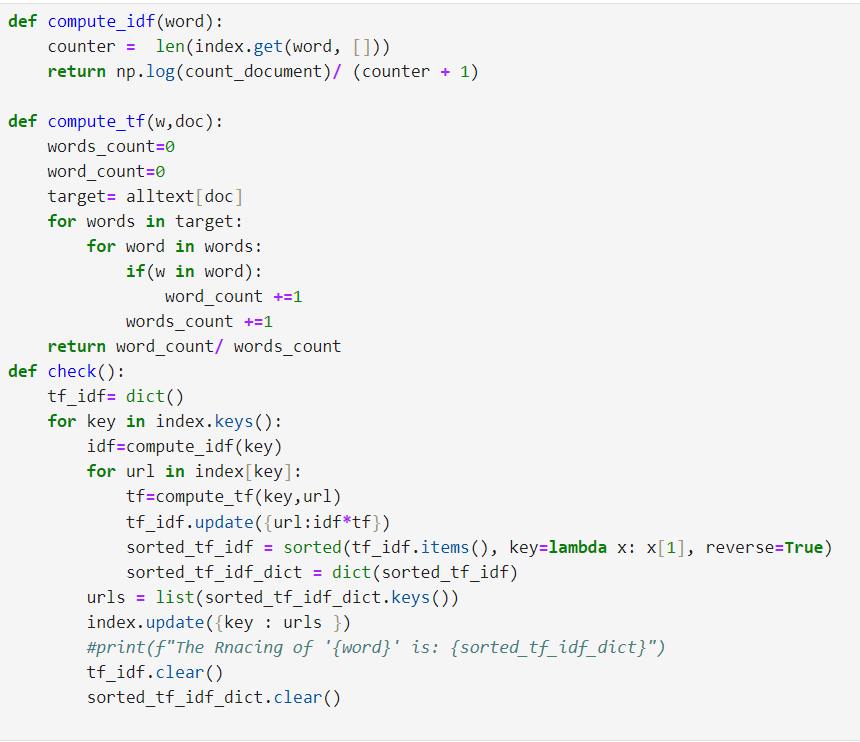 def compute_idf(word):
    counter =  len(index.get(word, []))
    return np.log(count_document)/ (counter + 1)

def compute_tf(w,doc):
    words_count=0
    word_count=0
    target= alltext[doc]
    for words in target:
        for word in words:
            if(w in word):
                word_count +=1
            words_count +=1
    return word_count/ words_count
def check():
    tf_idf= dict()
    for key in index.keys():
        idf=compute_idf(key)
        for url in index[key]:
            tf=compute_tf(key,url)
            tf_idf.update({url:idf*tf})
            sorted_tf_idf = sorted(tf_idf.items(), key=lambda x: x[1], reverse=True)
            sorted_tf_idf_dict = dict(sorted_tf_idf)
        urls = list(sorted_tf_idf_dict.keys())
        index.update({key : urls })
        #print(f"The Rnacing of '{word}' is: {sorted_tf_idf_dict}")
        tf_idf.clear()
        sorted_tf_idf_dict.clear()